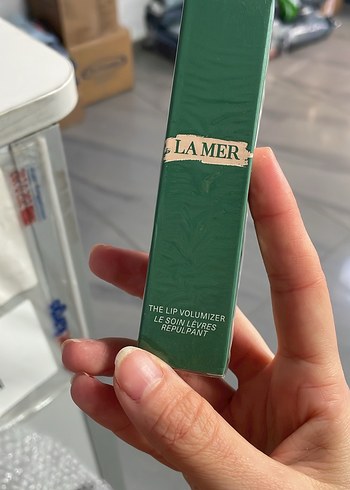 LA MER
THE LIP VOLUMIZER
LE SOIN LÈVRES
REPULPANT